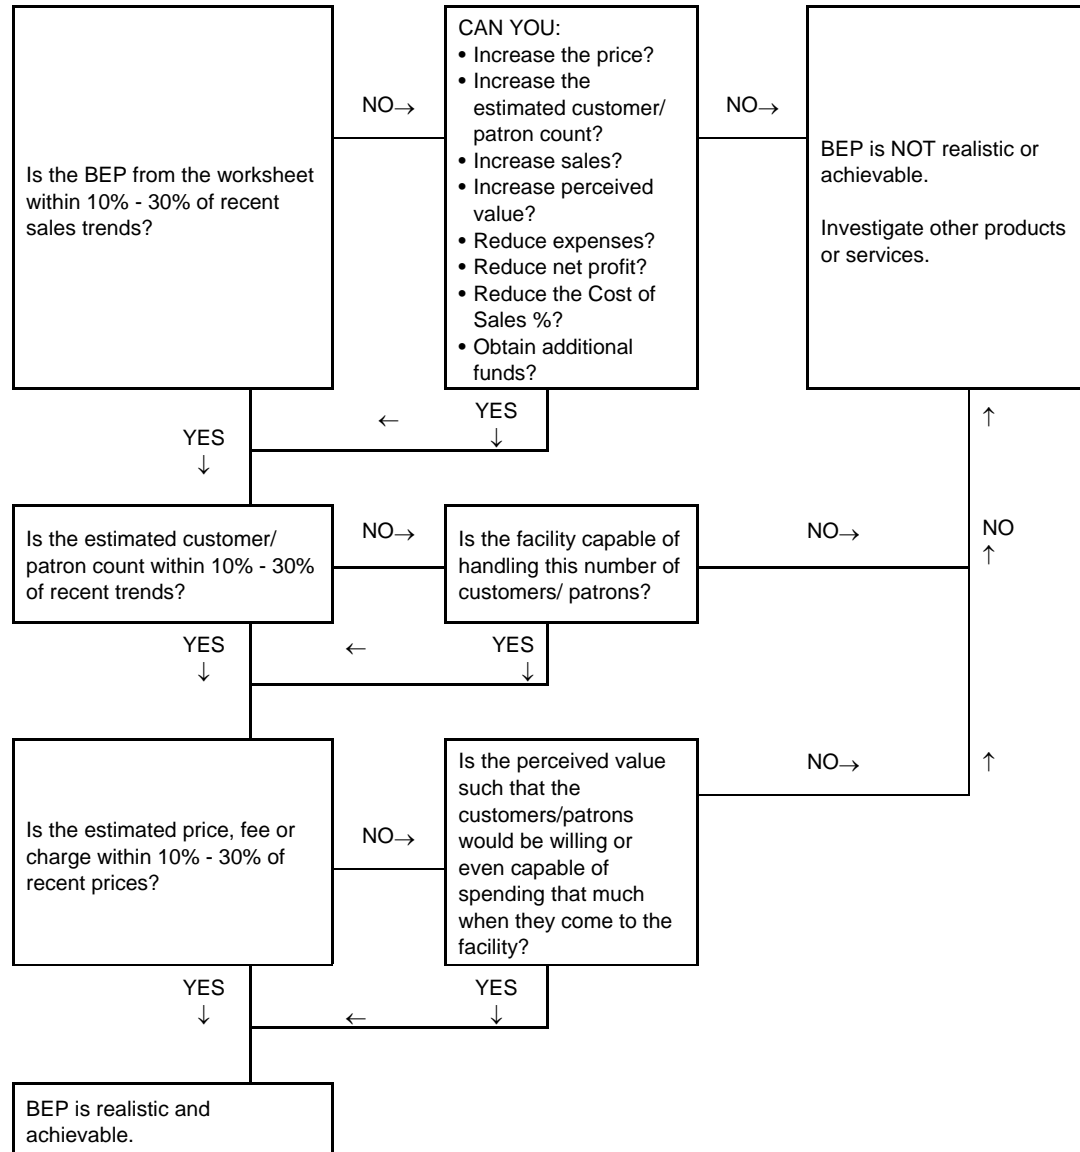 Is the BEP from the worksheet
within 10% - 30% of recent
sales trends?
NO→
CAN YOU:
• Increase the price?
• Increase the
estimated customer/
patron count?
• Increase sales?
• Increase perceived
value?
• Reduce expenses?
• Reduce net profit?
• Reduce the Cost of
Sales %?
• Obtain additional
funds?
NO→
BEP is NOT realistic or
achievable.
Investigate other products
or services.
YES
↓
←
YES
↓
↑
Is the estimated customer/
patron count within 10% - 30%
of recent trends?
NO→
Is the facility capable of
handling this number of
customers/ patrons?
NO→
NO
↑
YES
↓
←
YES
↓
Is the estimated price, fee or
charge within 10% - 30% of
recent prices?
NO→
Is the perceived value
such that the
customers/patrons
would be willing or
even capable of
spending that much
when they come to the
facility?
NO→
↑
YES
↓
←
YES
↓
BEP is realistic and
achievable.